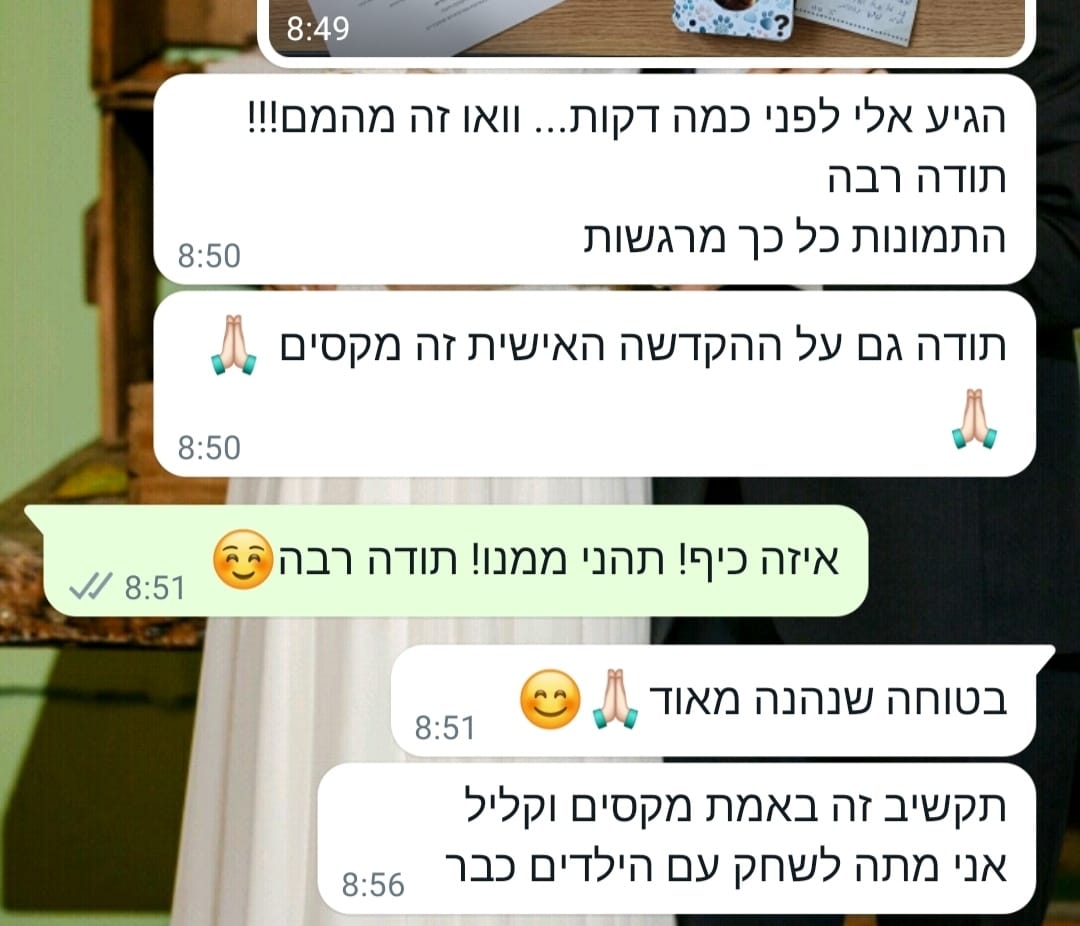 8:49
הגיע אלי לפני כמה דקות... וואו זה מהמם!!!
תודה רבה
התמונות כל כך מרגשות
8:50
תודה גם על ההקדשה האישית זה מקסים 🙏🏻
🙏🏻
8:50
איזה כיף! תהני ממנו! תודה רבה☺️
8:51
בטוחה שנהנה מאוד🙏🏻😊
8:51
תקשיב זה באמת מקסים וקליל
אני מתה לשחק עם הילדים כבר
8:56